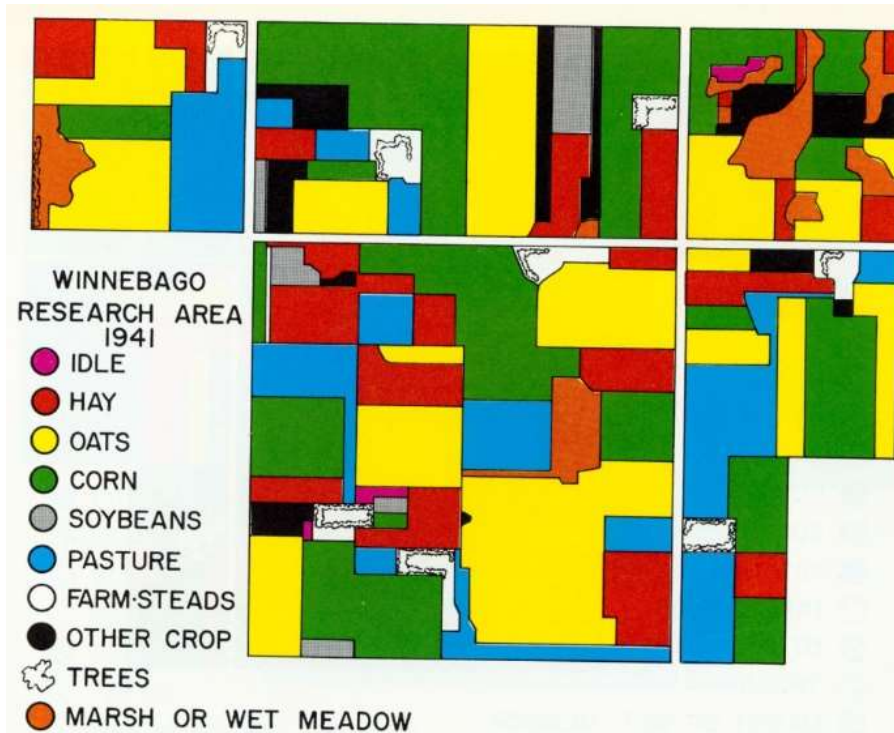 WINNEBAGO
RESEARCH AREA
1941
IDLE
HAY
OATS
CORN
SOYBEANS
PASTURE
FARM-STEADS
OTHER CROP
TREES
MARSH OR WET MEADOW